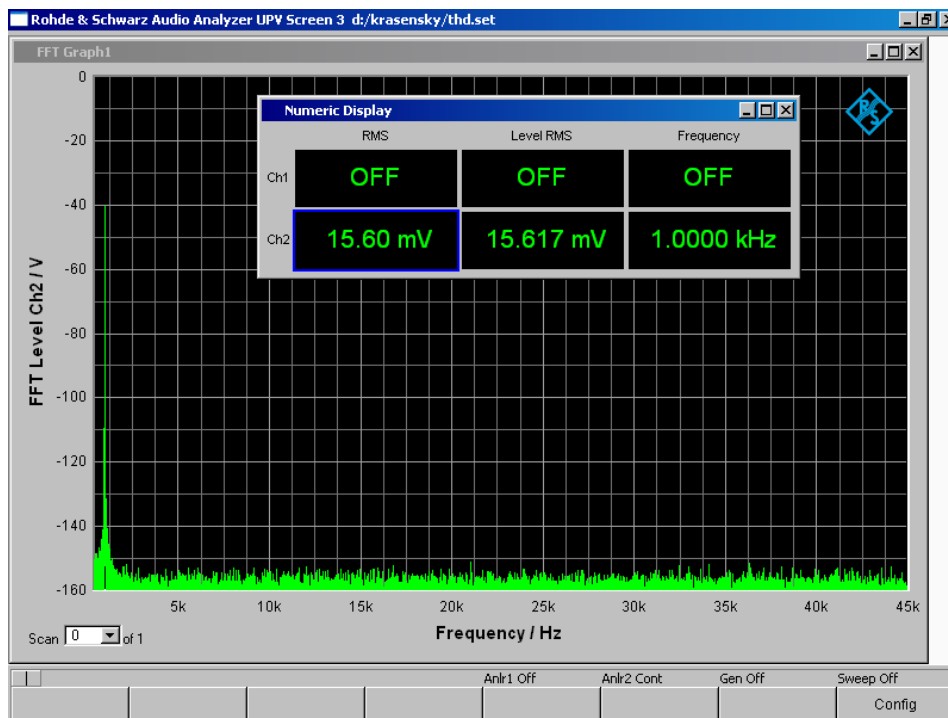 Rohde & Schwarz Audio Analyzer UPV Screen 3 d:/krasensky/thd.set
FFT Graph1
Numeric Display
RMS Level RMS Frequency
Ch1 OFF OFF OFF
Ch2 15.60 mV 15.617 mV 1.0000 kHz
R&S
FFT Level Ch2 / V
0
-20
-40
-60
-80
-100
-120
-140
-160
5k 10k 15k 20k 25k 30k 35k 40k 45k
Frequency / Hz
Scan 0 of 1
Anlr1 Off Anlr2 Cont Gen Off Sweep Off
Config